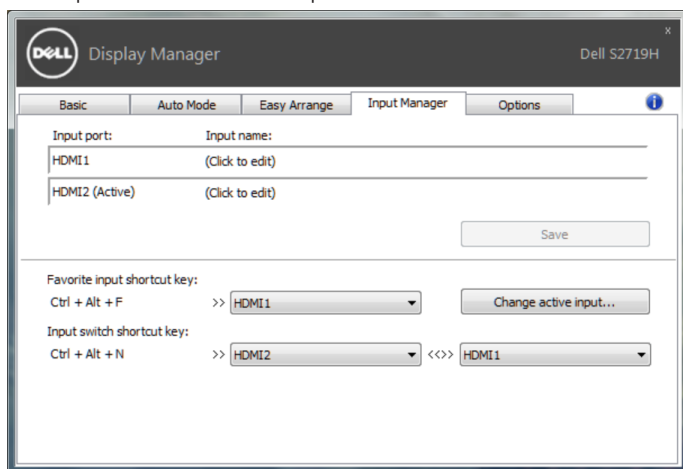 x
DELL Display Manager Dell S2719H
Basic Auto Mode Easy Arrange Input Manager Options i
Input port: Input name:
HDMI1 (Click to edit)
HDMI2 (Active) (Click to edit)
Save
Favorite input shortcut key:
Ctrl + Alt + F >> HDMI1 Change active input...
Input switch shortcut key:
Ctrl + Alt + N >> HDMI2 <<>> HDMI1